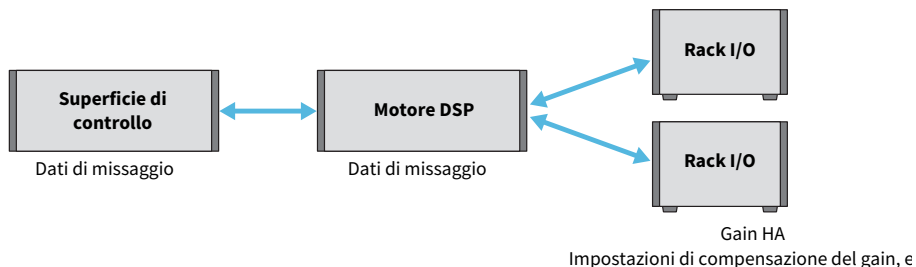 Rack I/O
Superficie di
controllo
Motore DSP
Dati di missaggio
Dati di missaggio
Rack I/O
Gain HA
Impostazioni di compensazione del gain, e